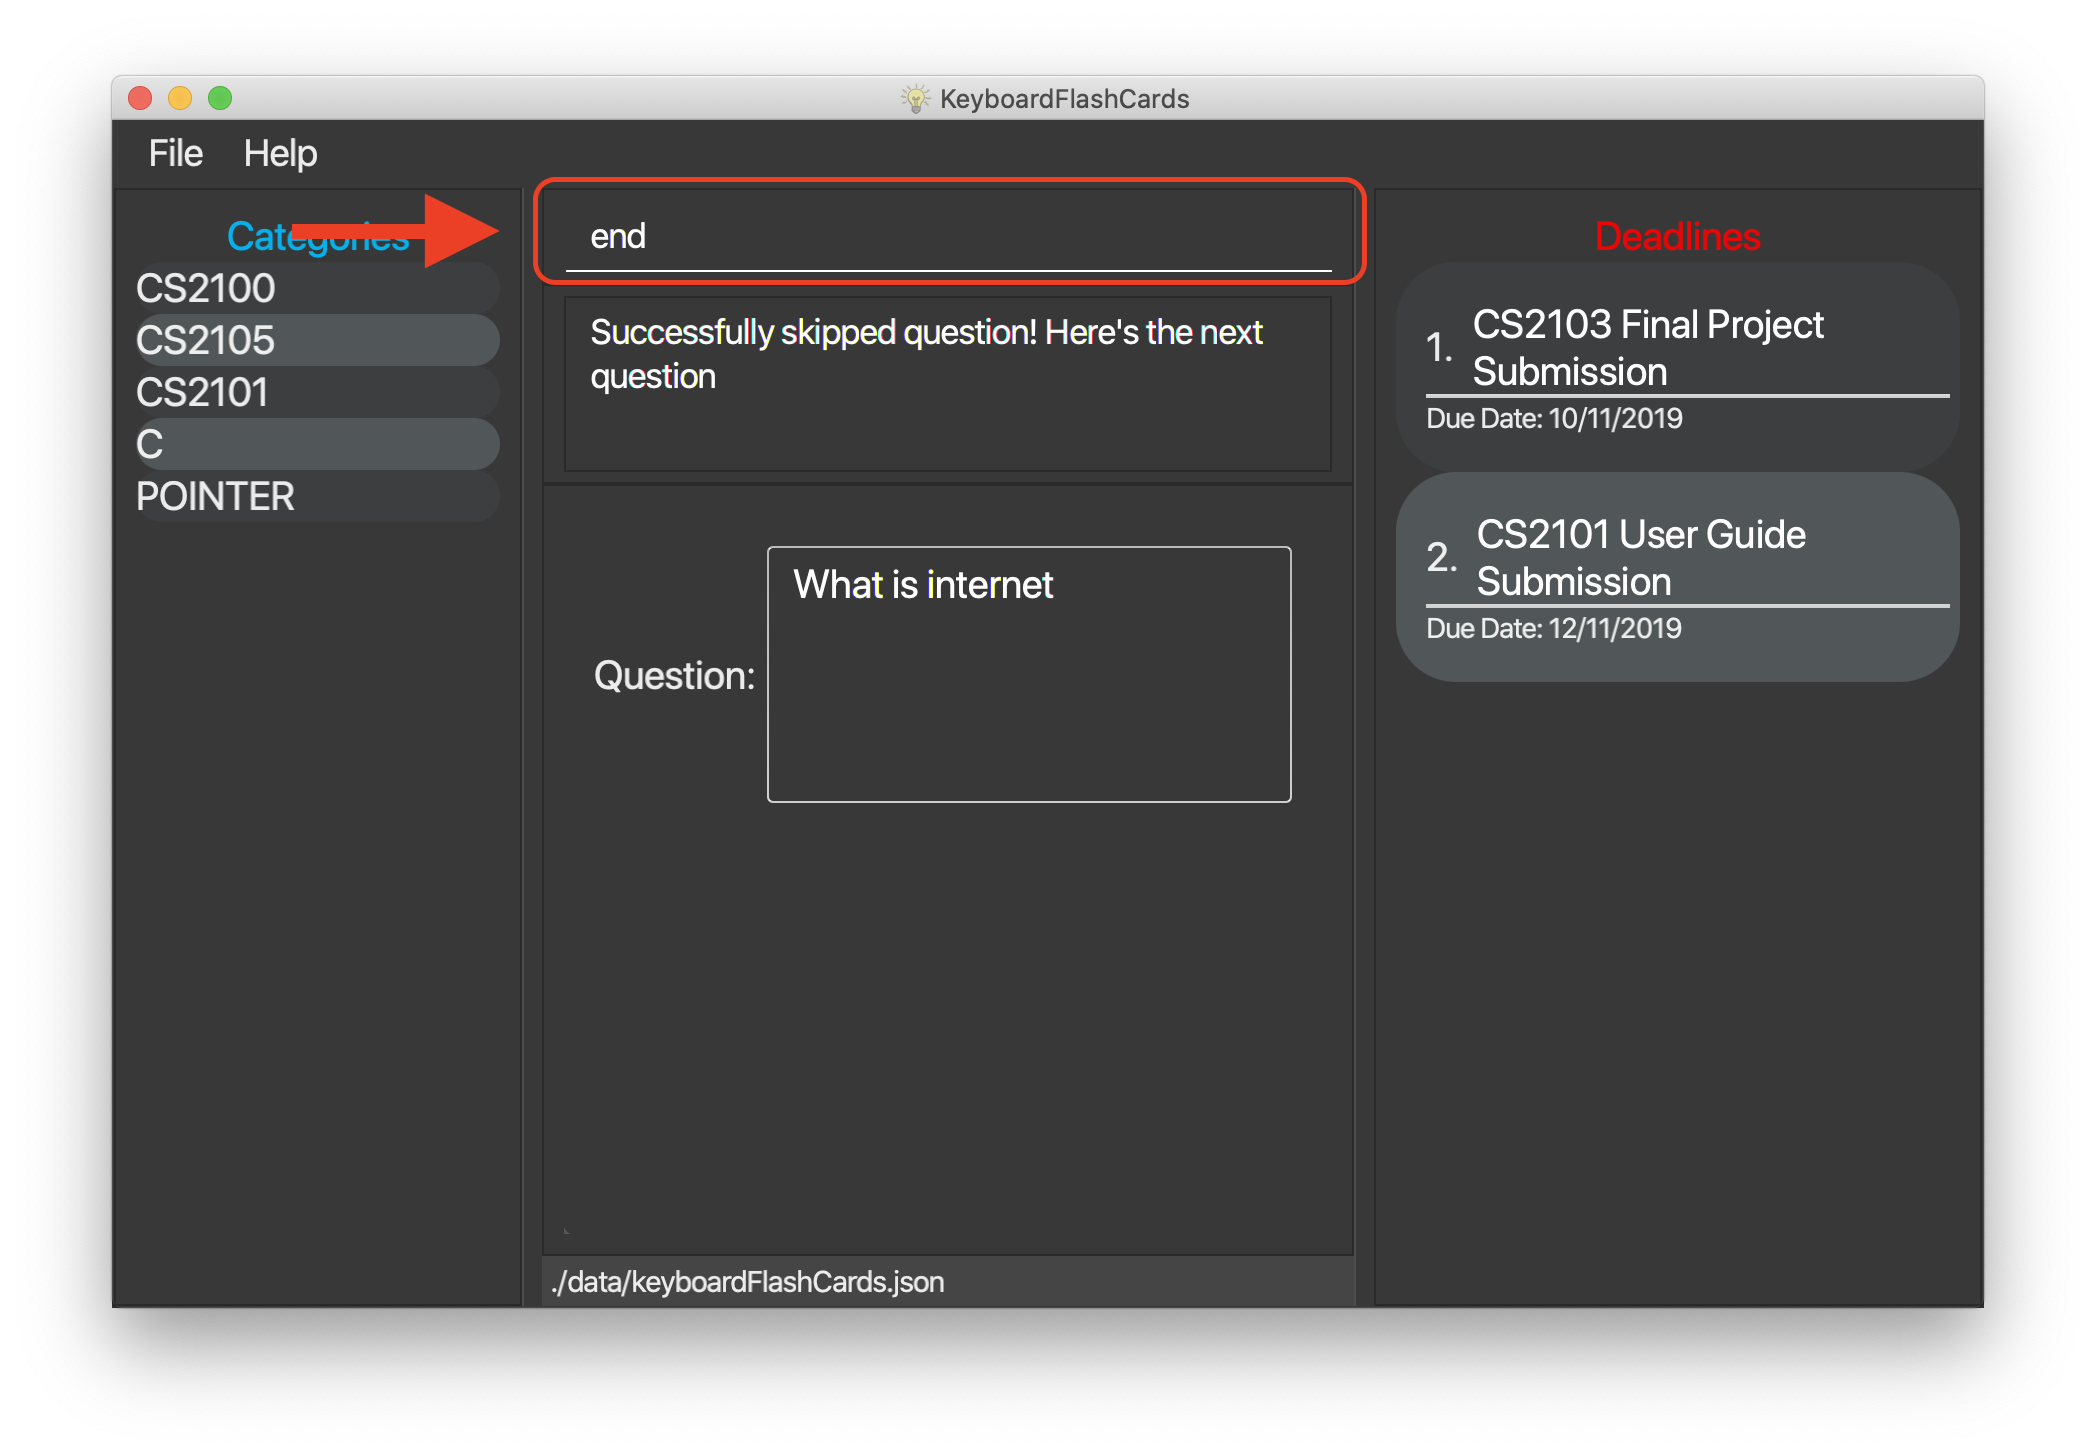 KeyboardFlashCards
File Help
Categories
CS2100
CS2105
CS2101
C
POINTER
end
Successfully skipped question! Here's the next
question
Question:
What is internet
./data/keyboardFlashCards.json
Deadlines
1. CS2103 Final Project
Submission
Due Date: 10/11/2019
2. CS2101 User Guide
Submission
Due Date: 12/11/2019